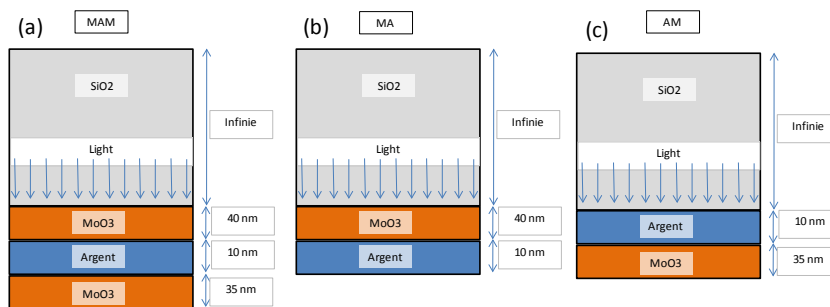 (a)
MAM
SiO2
Infinie
Light
MoO3
40 nm
Argent
10 nm
MoO3
35 nm
(b)
MA
SiO2
Infinie
Light
MoO3
40 nm
Argent
10 nm
(c)
AM
SiO2
Infinie
Light
Argent
10 nm
MoO3
35 nm